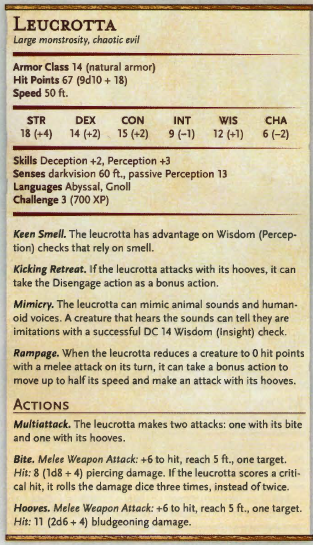 LEUCROTTA
Large monstrosity, chaotic evil
Armor Class 14 (natural armor)
Hit Points 67 (9d10 + 18)
Speed 50 ft.
STR DEX CON INT WIS CHA
18 (+4) 14 (+2) 15 (+2) 9 (−1) 12 (+1) 6 (−2)
Skills Deception +2, Perception +3
Senses darkvision 60 ft., passive Perception 13
Languages Abyssal, Gnoll
Challenge 3 (700 XP)
Keen Smell. The leucrotta has advantage on Wisdom (Percep-
tion) checks that rely on smell.
Kicking Retreat. If the leucrotta attacks with its hooves, it can
take the Disengage action as a bonus action.
Mimicry. The leucrotta can mimic animal sounds and human-
oid voices. A creature that hears the sounds can tell they are
imitations with a successful DC 14 Wisdom (Insight) check.
Rampage. When the leucrotta reduces a creature to 0 hit points
with a melee attack on its turn, it can take a bonus action to
move up to half its speed and make an attack with its hooves.
ACTIONS
Multiattack. The leucrotta makes two attacks: one with its bite
and one with its hooves.
Bite. Melee Weapon Attack: +6 to hit, reach 5 ft., one target.
Hit: 8 (1d8 + 4) piercing damage. If the leucrotta scores a criti-
cal hit, it rolls the damage dice three times, instead of twice.
Hooves. Melee Weapon Attack: +6 to hit, reach 5 ft., one target.
Hit: 11 (2d6 + 4) bludgeoning damage.